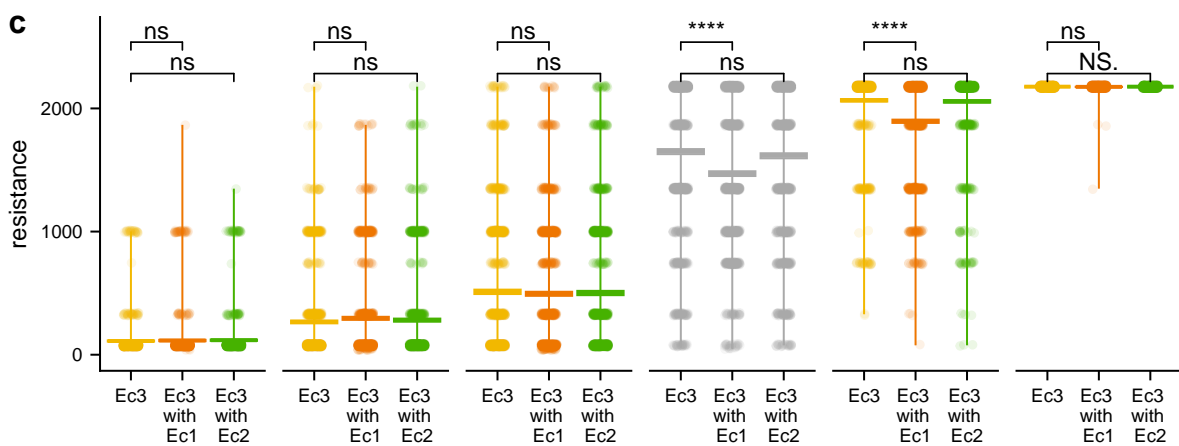 c
ns
ns
ns
****
****
ns
ns
ns
ns
ns
ns
NS.
resistance
2000
1000
0
Ec3
Ec3
with
Ec1
Ec3
with
Ec2
Ec3
Ec3
with
Ec1
Ec3
with
Ec2
Ec3
Ec3
with
Ec1
Ec3
with
Ec2
Ec3
Ec3
with
Ec1
Ec3
with
Ec2
Ec3
Ec3
with
Ec1
Ec3
with
Ec2
Ec3
Ec3
with
Ec1
Ec3
with
Ec2